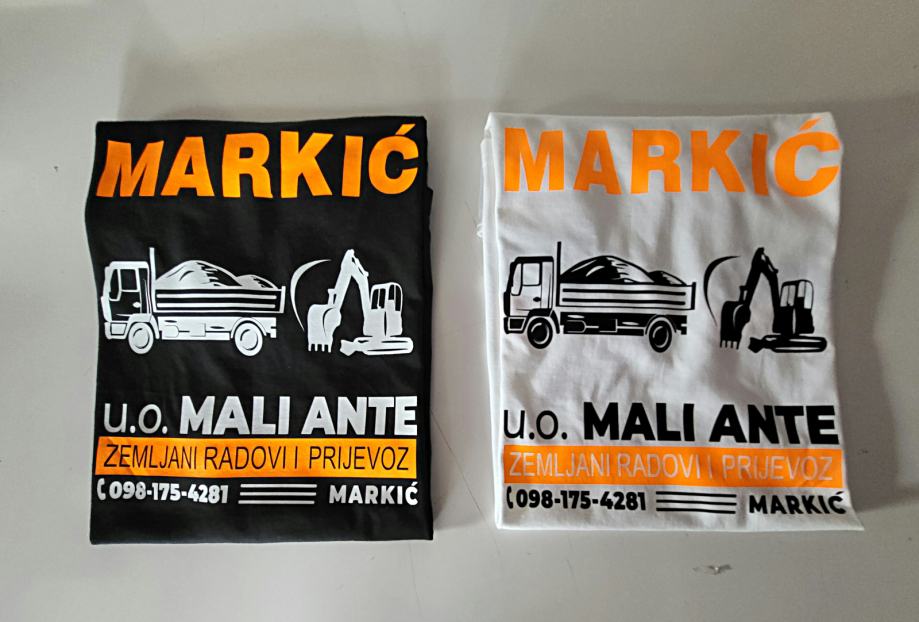 MARKIĆ
u.o. MALI ANTE
ZEMLJANI RADOVI I PRIJEVOZ
098-175-4281 MARKIĆ
MARKIĆ
u.o. MALI ANTE
ZEMLJANI RADOVI I PRIJEVOZ
098-175-4281 MARKIĆ